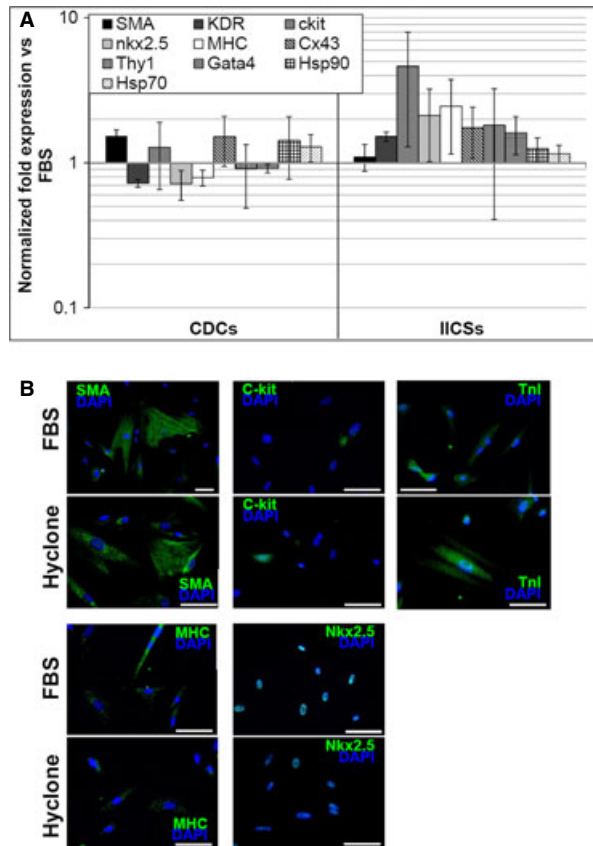 A
10
SMA KDR ckit
nkx2.5 MHC Cx43
Thy1 Gata4 Hsp90
Hsp70
Normalized fold expression vs
FBS
1
0.1
CDCs IICSs
B
FBS
SMA
DAPI
C-kit
DAPI
TnI
DAPI
Hyclone
SMA
DAPI
C-kit
DAPI
TnI
DAPI
FBS
MHC
DAPI
Nkx2.5
DAPI
Hyclone
MHC
DAPI
Nkx2.5
DAPI